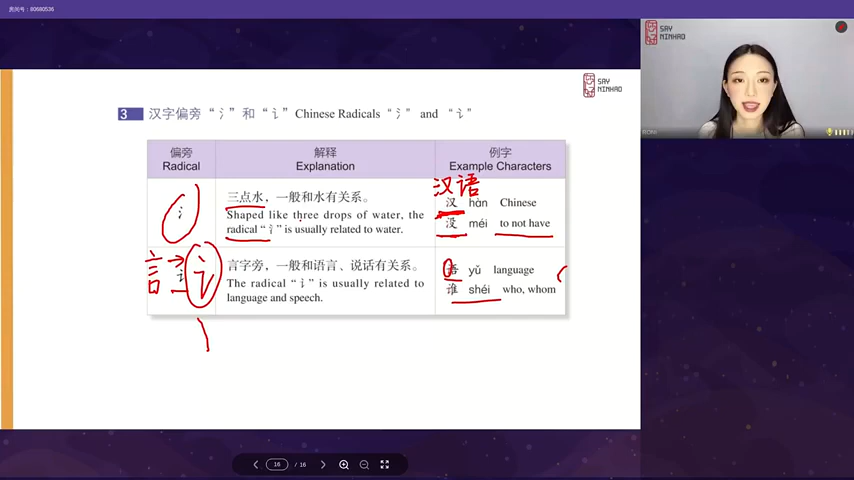 房间号：80680536
SAY
NINHAO
SAY
NINHAO
3 汉字偏旁“氵”和“讠”Chinese Radicals“氵” and “讠”
偏旁
Radical
解释
Explanation
例字
Example Characters
汉语
氵
三点水，一般和水有关系。
Shaped like three drops of water, the
radical “氵” is usually related to water.
汉 hàn Chinese
没 méi to not have
言
讠
讠
言字旁，一般和语言、说话有关系。
The radical “讠” is usually related to
language and speech.
语 yǔ language
谁 shéi who, whom
16 / 16